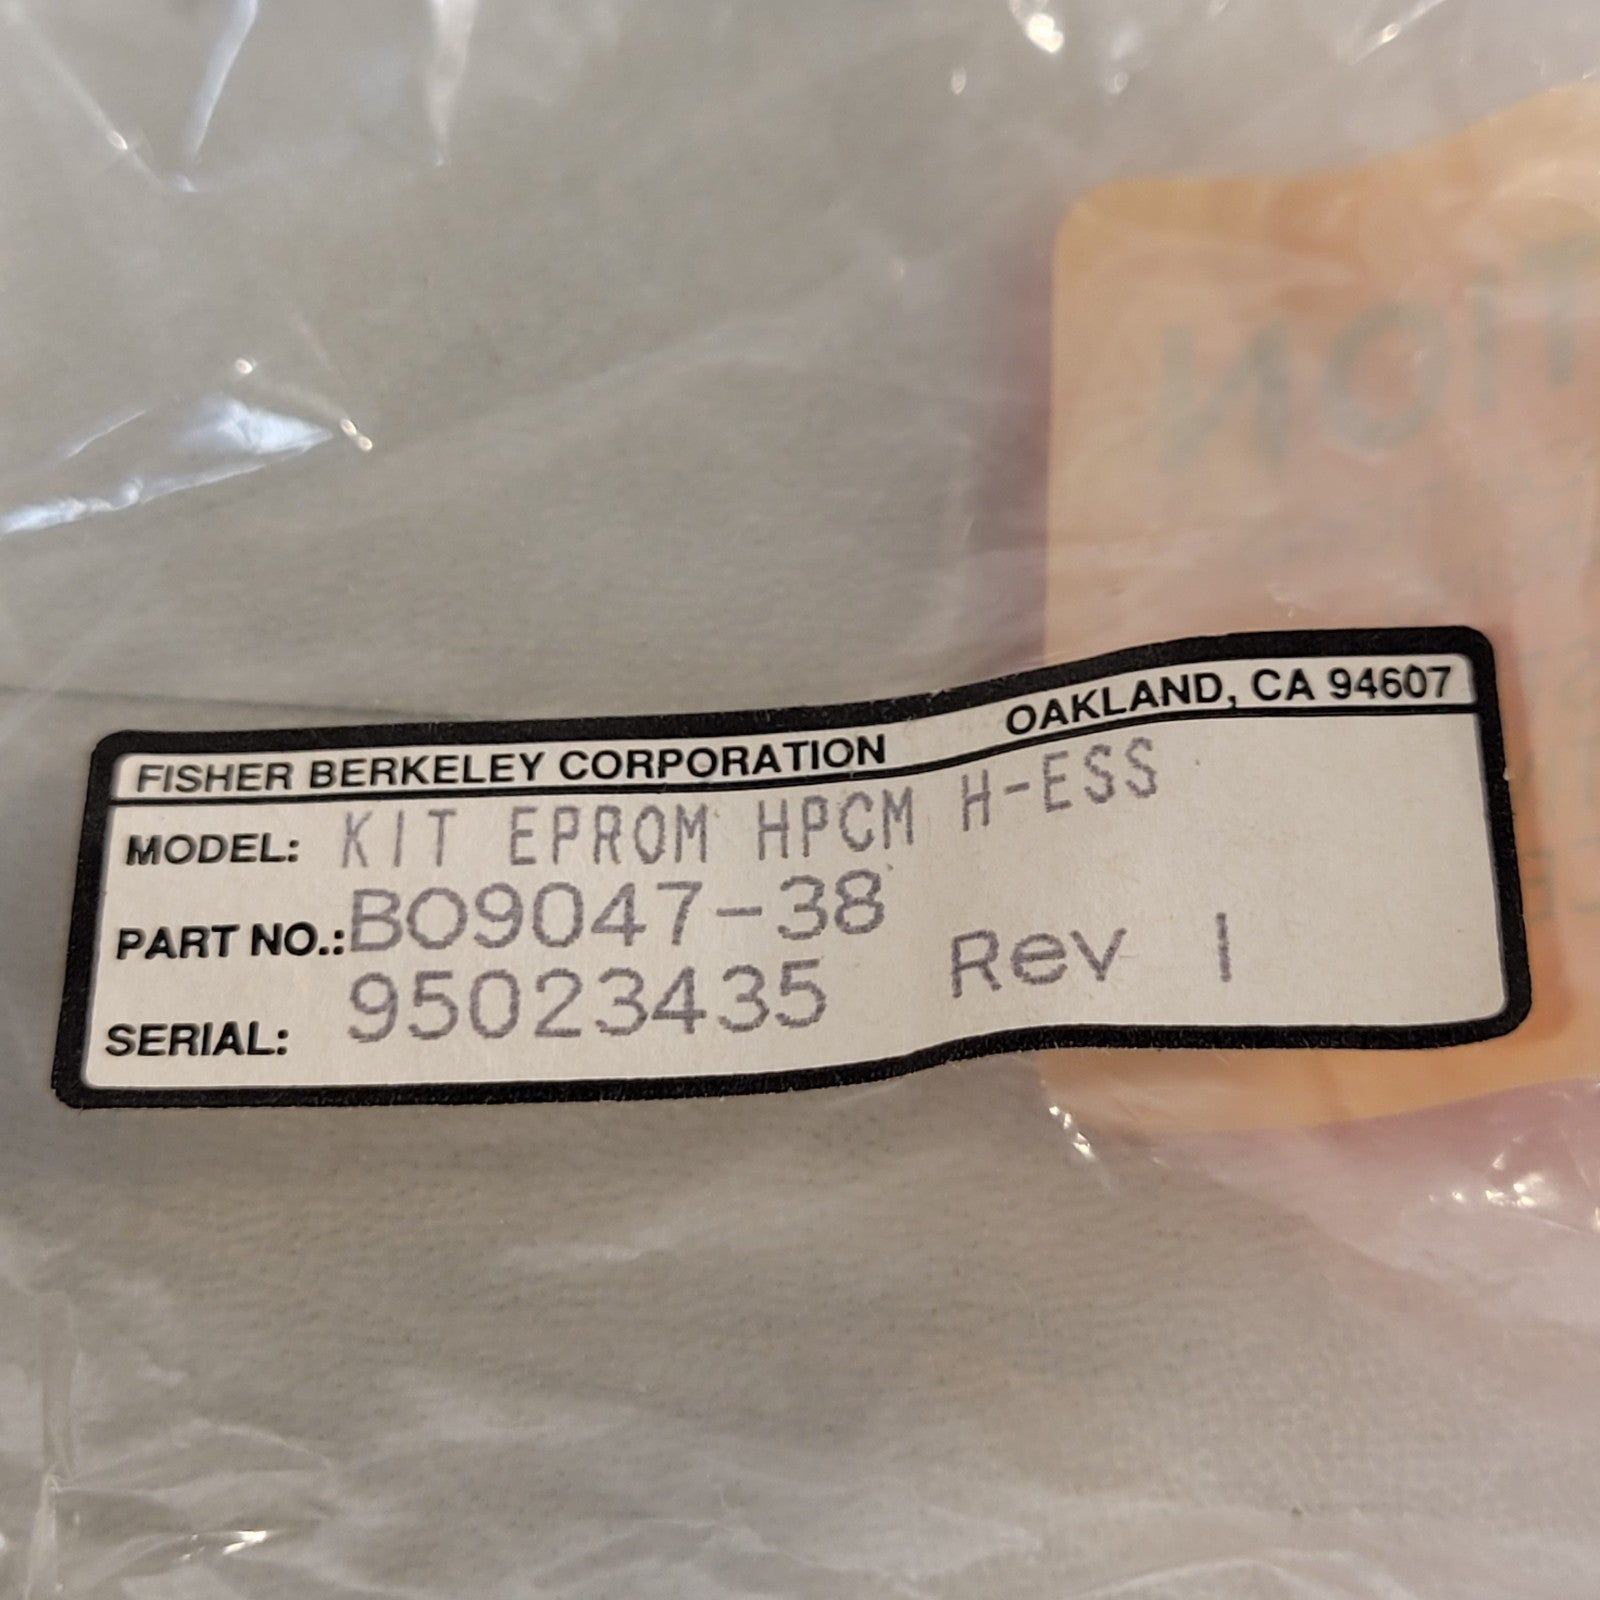 FISHER BERKELEY CORPORATION OAKLAND, CA 94607
MODEL: KIT EPROM HPCM H-ESS
PART NO.: BO9047-38
SERIAL: 95023435 Rev 1
TION